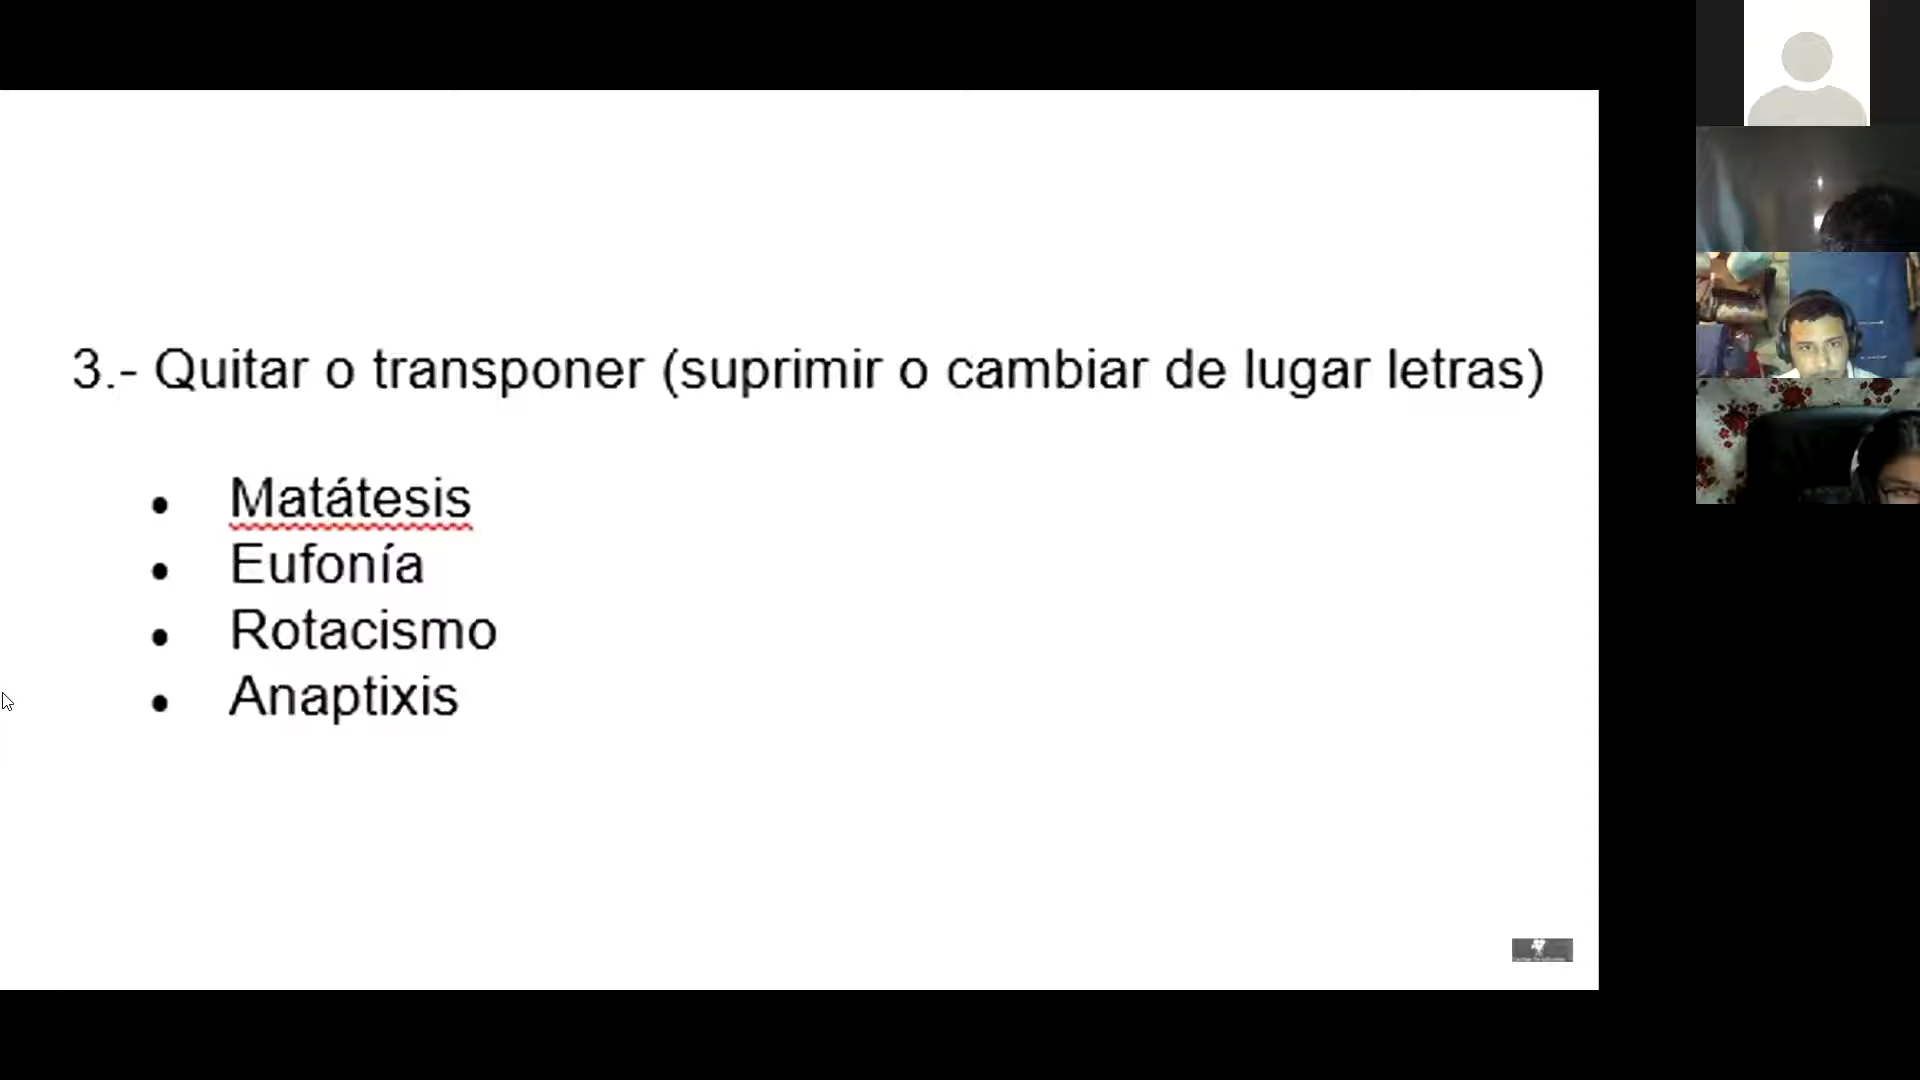 3.- Quitar o transponer (suprimir o cambiar de lugar letras)
• Matátesis
• Eufonía
• Rotacismo
• Anaptixis